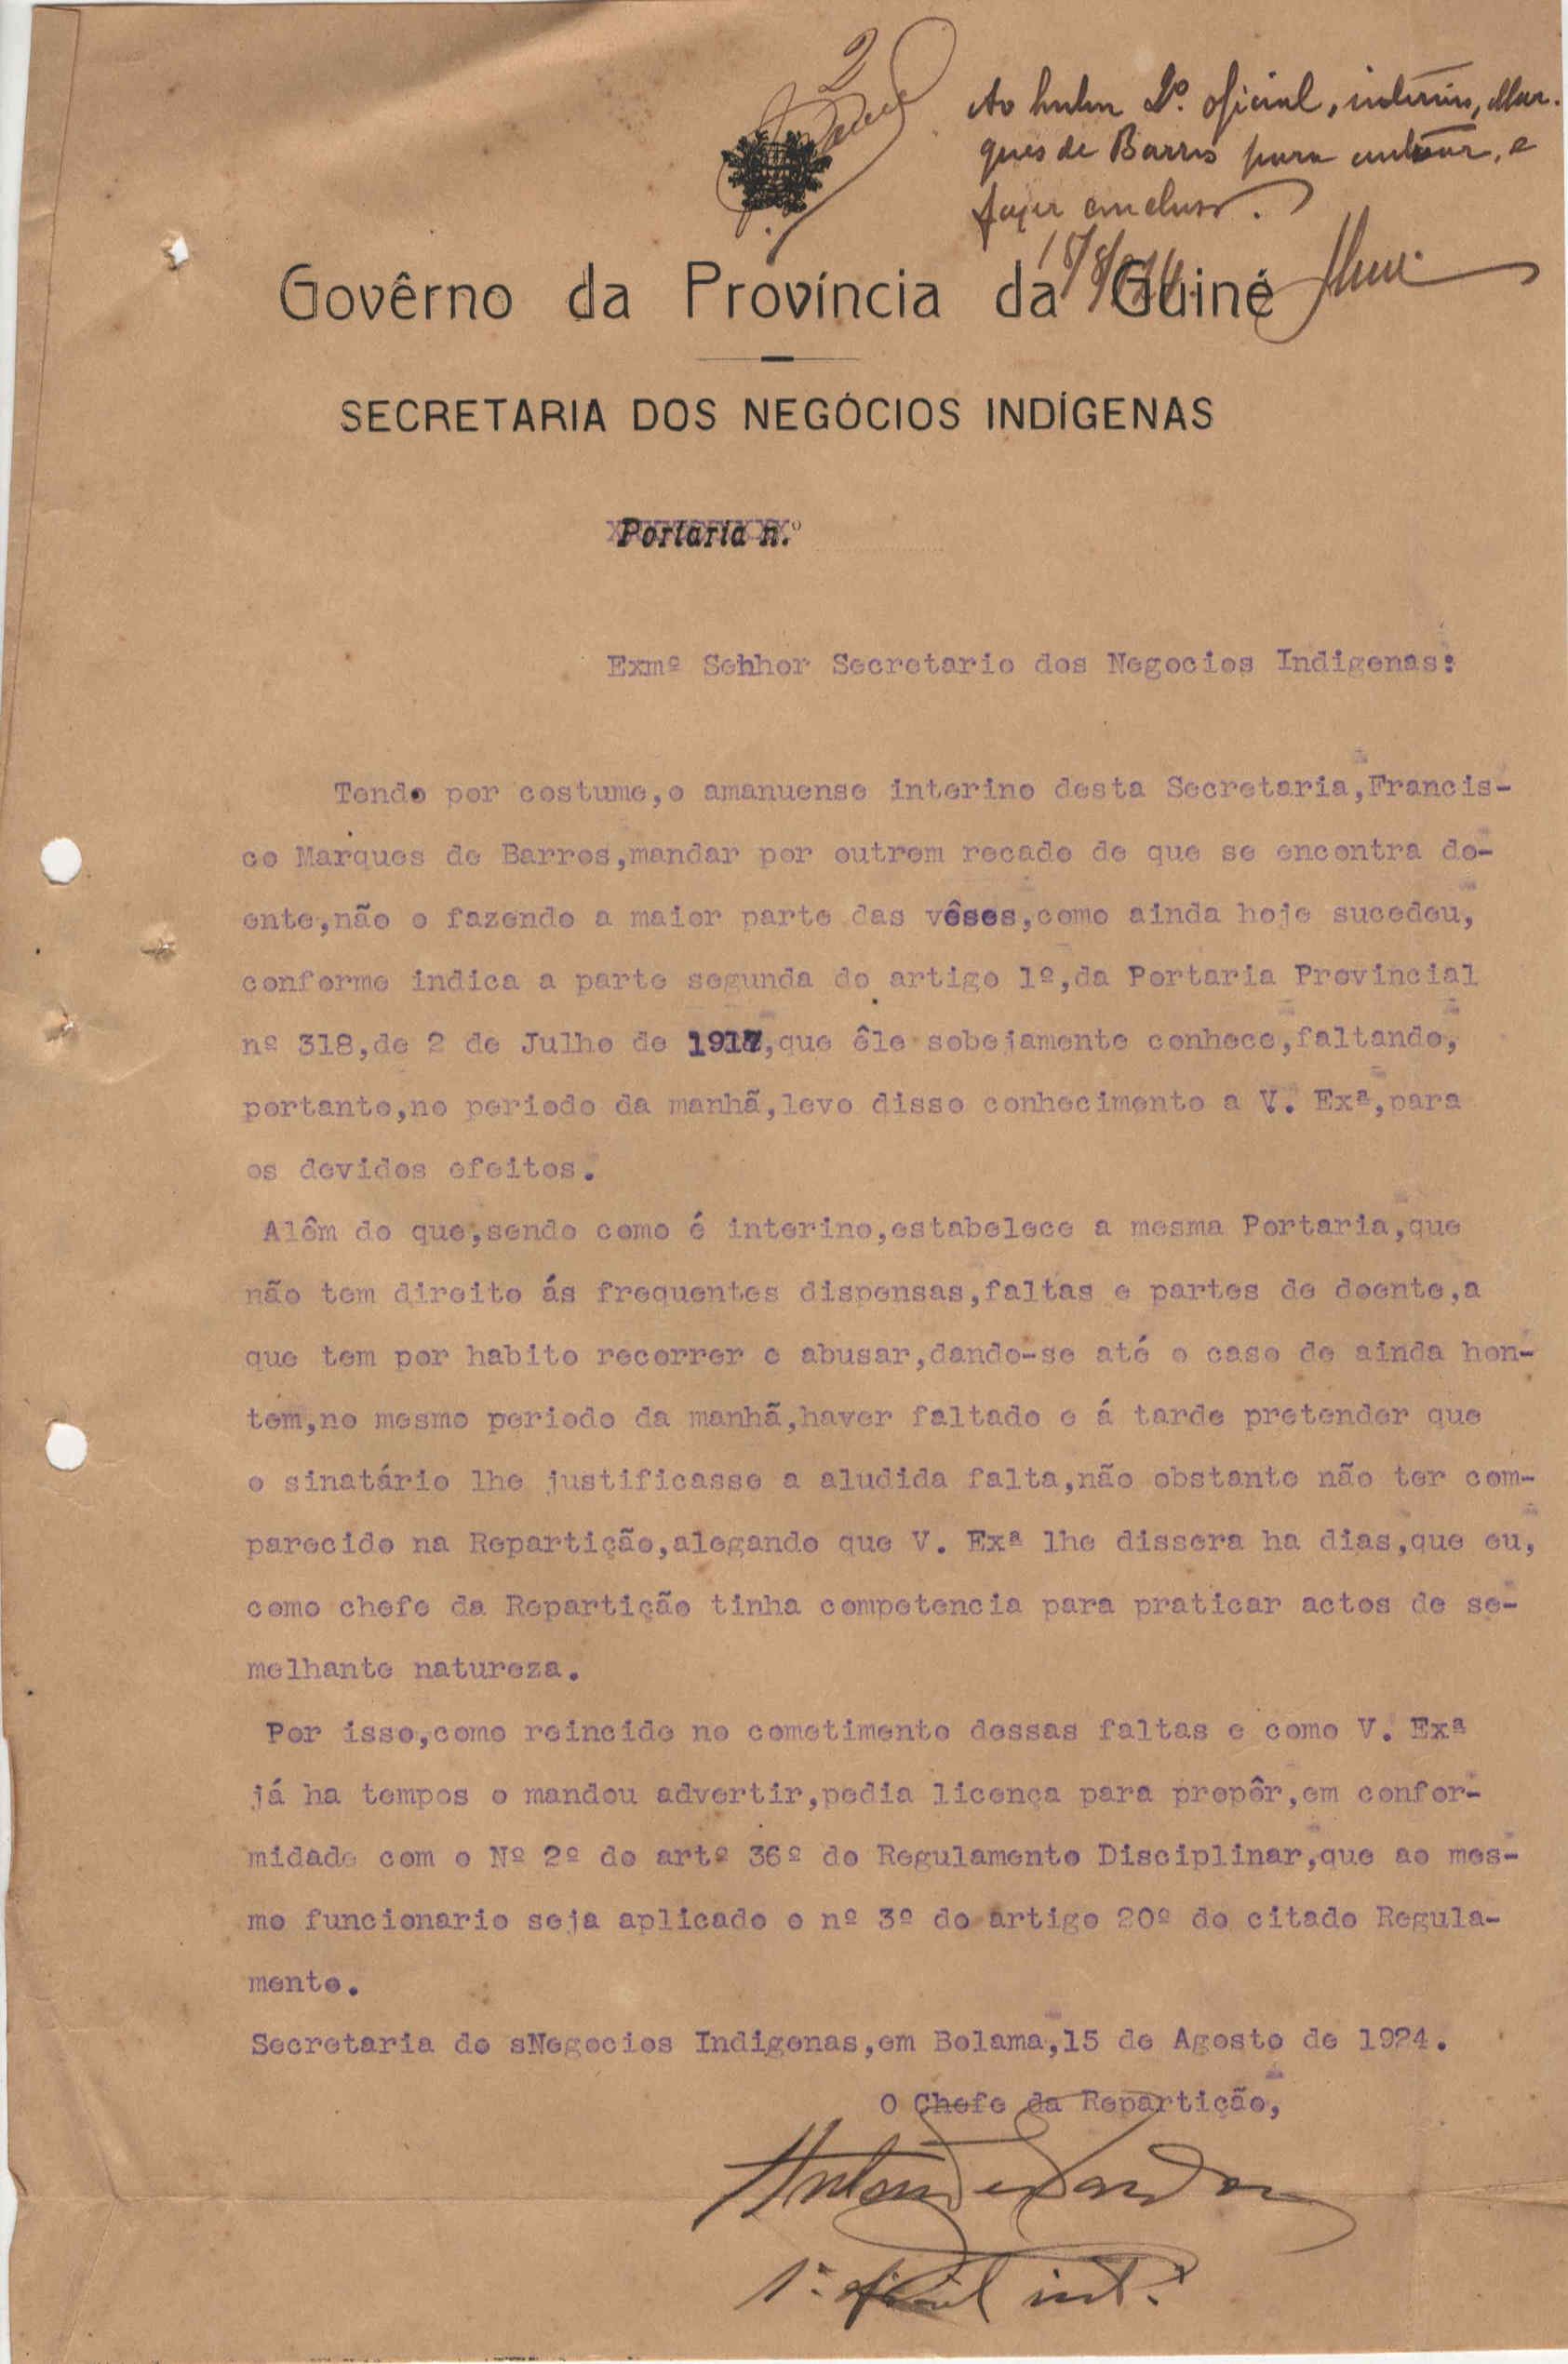 2
Ao 2º. oficial, interino, Mar-
ques de Barros para autoar, e
fazer concluso.
18/8/924
Govêrno da Província da Guiné
SECRETARIA DOS NEGÓCIOS INDÍGENAS
Portaria n.º
Exmº Sehhor Secretario dos Negocios Indigenas:
Tendo por costume,o amanuense interino desta Secretaria,Francis-
co Marques de Barros,mandar por outrem recado de que se encontra do-
ente,não o fazendo a maior parte das vêses,como ainda hoje sucedeu,
conforme indica a parte segunda do artigo 1º,da Portaria Provincial
nº 318,de 2 de Julho de 1917,que êle sobejamente conhece,faltando,
portanto,no periodo da manhã,levo disso conhecimento a V. Exª,para
os devidos efeitos.
Alêm do que,sendo como é interino,estabelece a mesma Portaria,que
não tem direito ás frequentes dispensas,faltas e partes de doente,a
que tem por habito recorrer e abusar,dando-se até o caso de ainda hon-
tem,no mesmo periodo da manhã,haver faltado e á tarde pretender que
o sinatário lhe justificasse a aludida falta,não obstante não ter com-
parecido na Repartição,alegando que V. Exª lhe dissera ha dias,que eu,
como chefe da Repartição tinha competencia para praticar actos de se-
melhante natureza.
Por isso,como reincide no cometimento dessas faltas e como V. Exª
já ha tempos o mandou advertir,pedia licença para propôr,em confor-
midade com o Nº 2º do artº 36º do Regulamento Disciplinar,que ao mes-
mo funcionario seja aplicado o nº 3º do artigo 20º do citado Regula-
mento.
Secretaria do sNegocios Indigenas,em Bolama,15 de Agosto de 1924.
O Chefe da Repartição,
1º oficial int.º